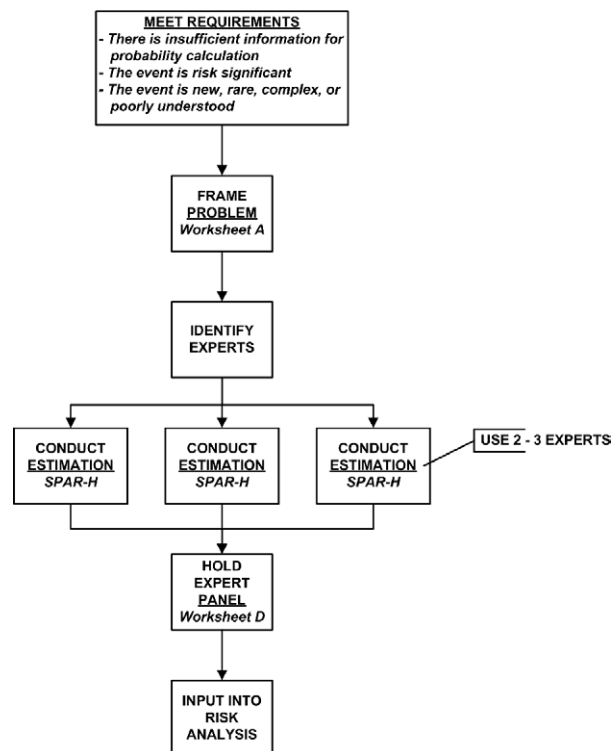 MEET REQUIREMENTS
- There is insufficient information for
probability calculation
- The event is risk significant
- The event is new, rare, complex, or
poorly understood
FRAME
PROBLEM
Worksheet A
IDENTIFY
EXPERTS
CONDUCT
ESTIMATION
SPAR-H
CONDUCT
ESTIMATION
SPAR-H
CONDUCT
ESTIMATION
SPAR-H
USE 2 - 3 EXPERTS
HOLD
EXPERT
PANEL
Worksheet D
INPUT INTO
RISK
ANALYSIS